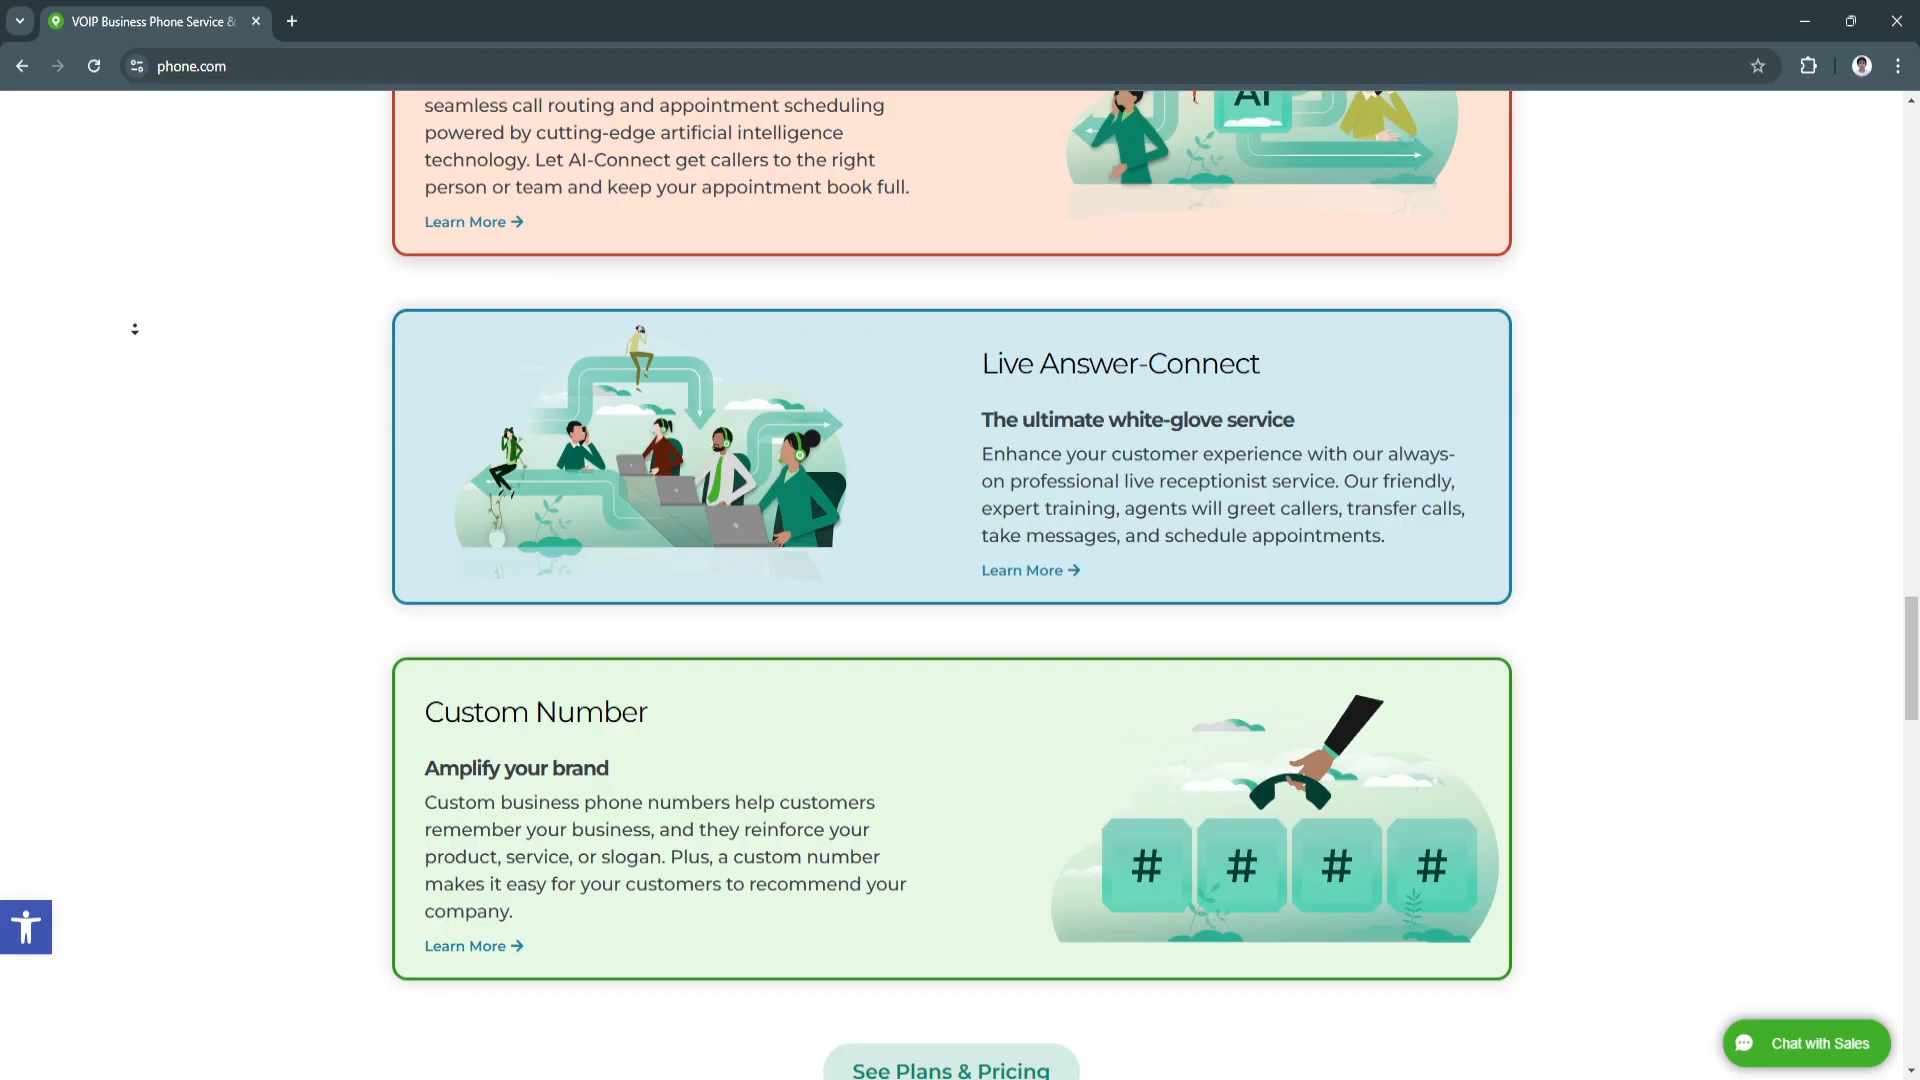 VOIP Business Phone Service &
phone.com
seamless call routing and appointment scheduling
powered by cutting-edge artificial intelligence
technology. Let AI-Connect get callers to the right
person or team and keep your appointment book full.
Learn More
AI
Live Answer-Connect
The ultimate white-glove service
Enhance your customer experience with our always-
on professional live receptionist service. Our friendly,
expert training, agents will greet callers, transfer calls,
take messages, and schedule appointments.
Learn More
Custom Number
Amplify your brand
Custom business phone numbers help customers
remember your business, and they reinforce your
product, service, or slogan. Plus, a custom number
makes it easy for your customers to recommend your
company.
Learn More
# # # #
See Plans & Pricing
Chat with Sales